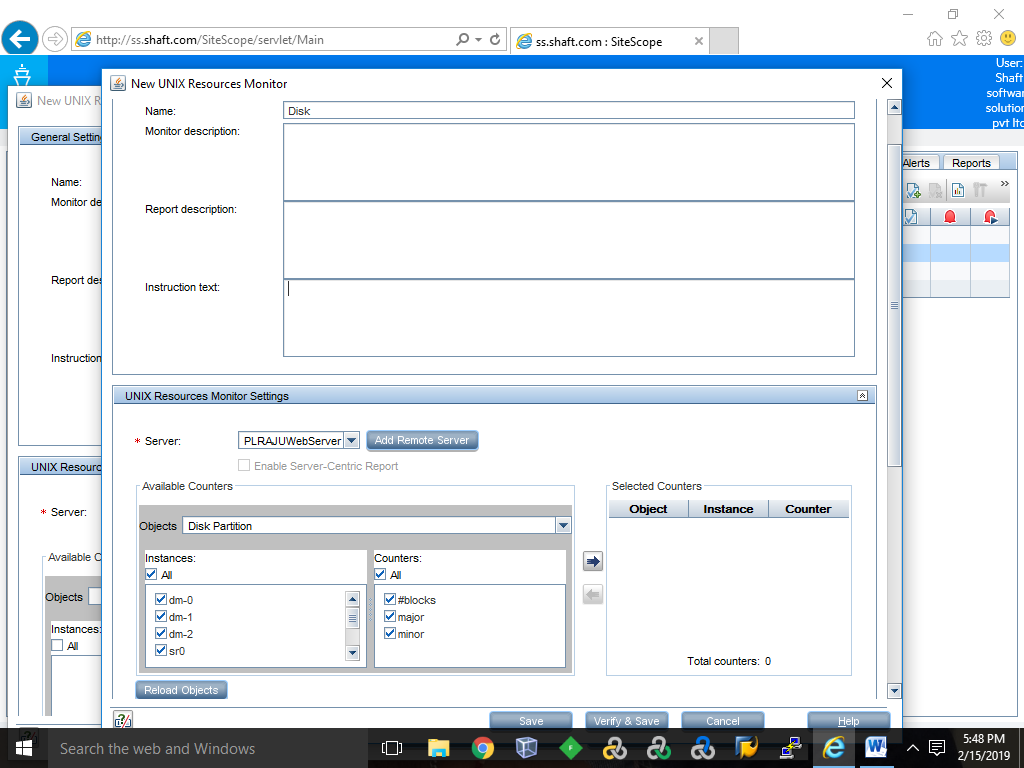 http://ss.shaft.com/SiteScope/servlet/Main
ss.shaft.com : SiteScope
User:
Shaft
softwar
solution
pvt ltd
New UNIX R
New UNIX Resources Monitor
General Settin
Name:
Monitor de
Report des
Instruction
UNIX Resourc
* Server:
Available C
Objects
Instances:
All
Name:
Disk
Monitor description:
Report description:
Instruction text:
UNIX Resources Monitor Settings
* Server:
PLRAJUWebServer
Add Remote Server
Enable Server-Centric Report
Available Counters
Objects
Disk Partition
Instances:
All
dm-0
dm-1
dm-2
sr0
Counters:
All
#blocks
major
minor
Selected Counters
Object Instance Counter
Total counters: 0
Reload Objects
Save
Verify & Save
Cancel
Help
Alerts
Reports
Search the web and Windows
5:48 PM
2/15/2019